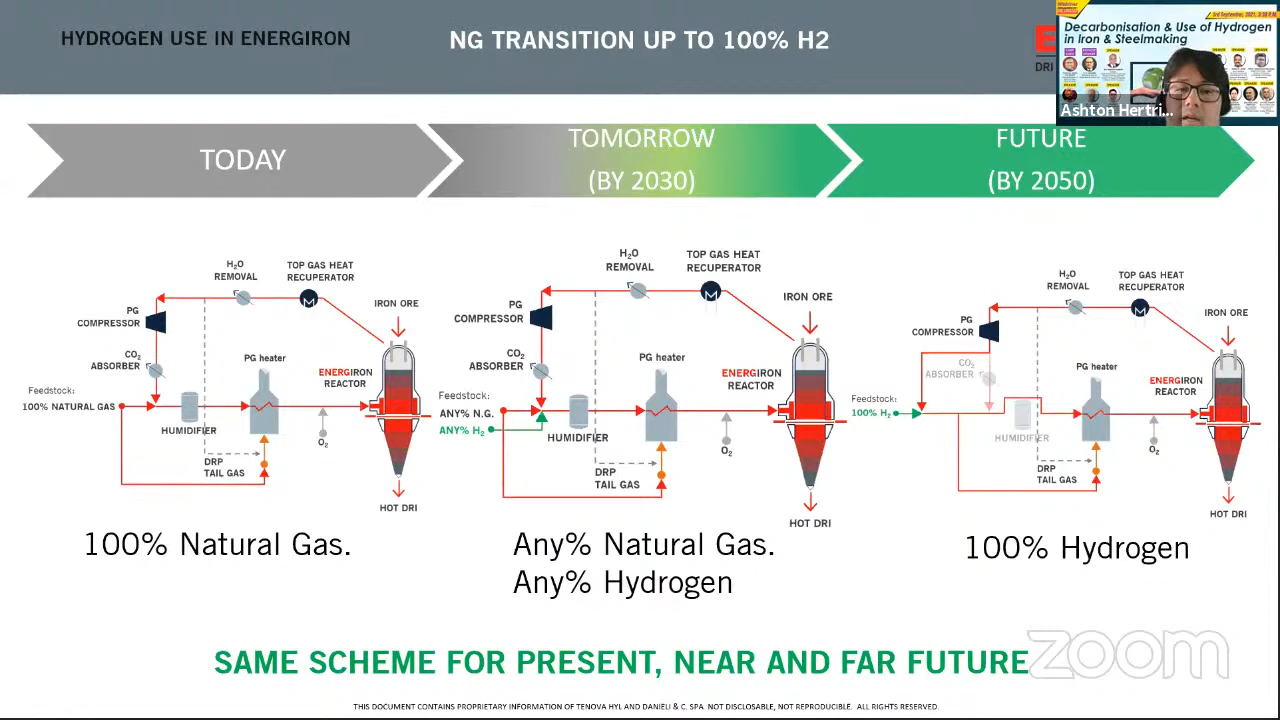 HYDROGEN USE IN ENERGIRON
NG TRANSITION UP TO 100% H2
DRI
3rd September, 2021, 3:30 P.M.
Decarbonisation & Use of Hydrogen
in Iron & Steelmaking
Ashton Hertri...
TODAY
TOMORROW
(BY 2030)
FUTURE
(BY 2050)
H₂O
REMOVAL
TOP GAS HEAT
RECUPERATOR
IRON ORE
PG
COMPRESSOR
CO₂
ABSORBER
PG heater
ENERGIRON
REACTOR
Feedstock:
100% NATURAL GAS
HUMIDIFIER
O₂
DRP
TAIL GAS
HOT DRI
100% Natural Gas.
H₂O
REMOVAL
TOP GAS HEAT
RECUPERATOR
IRON ORE
PG
COMPRESSOR
CO₂
ABSORBER
PG heater
ENERGIRON
REACTOR
Feedstock:
ANY% N.G.
ANY% H₂
HUMIDIFIER
O₂
DRP
TAIL GAS
HOT DRI
Any% Natural Gas.
Any% Hydrogen
H₂O
REMOVAL
TOP GAS HEAT
RECUPERATOR
IRON ORE
PG
COMPRESSOR
CO₂
ABSORBER
PG heater
ENERGIRON
REACTOR
Feedstock:
100% H₂
HUMIDIFIER
O₂
DRP
TAIL GAS
HOT DRI
100% Hydrogen
SAME SCHEME FOR PRESENT, NEAR AND FAR FUTURE
zoom
THIS DOCUMENT CONTAINS PROPRIETARY INFORMATION OF TENOVA HYL AND DANIELI & C. SPA NOT DISCLOSABLE, NOT REPRODUCIBLE. ALL RIGHTS RESERVED.